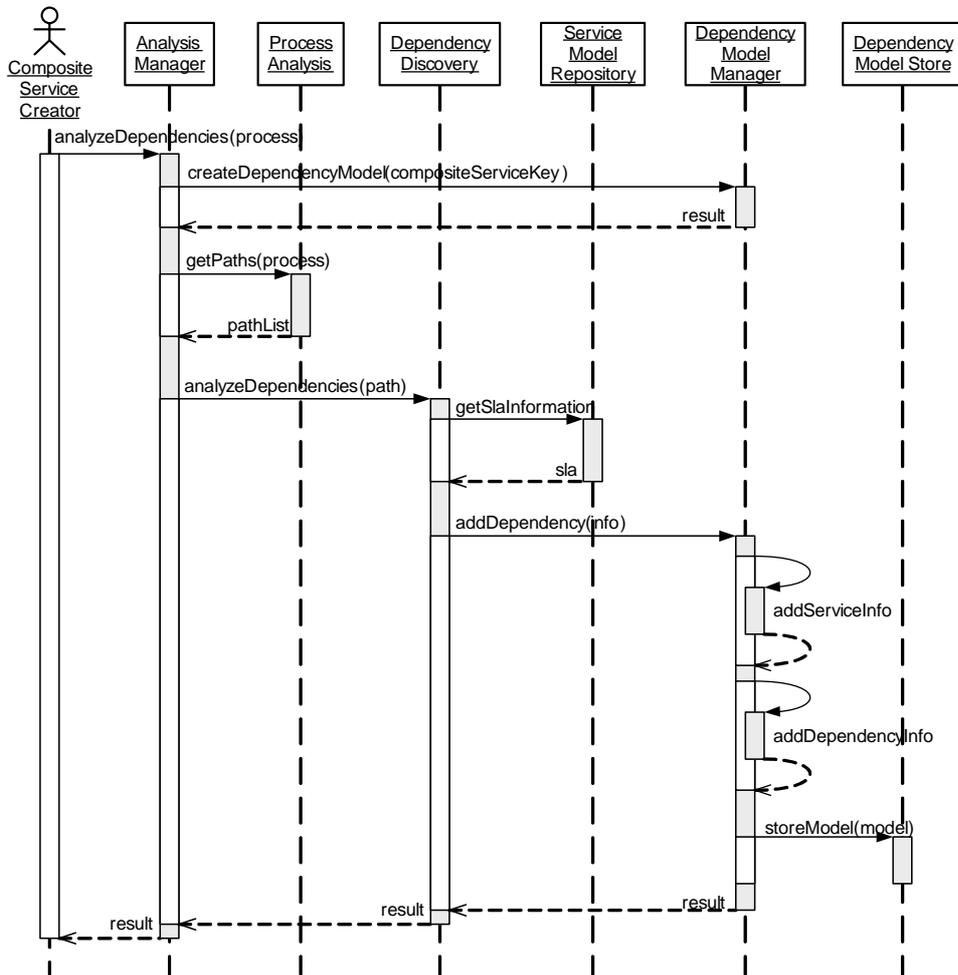 Composite
Service
Creator
Analysis
Manager
Process
Analysis
Dependency
Discovery
Service
Model
Repository
Dependency
Model
Manager
Dependency
Model Store
analyzeDependencies(process)
createDependencyModel(compositeServiceKey)
result
getPaths(process)
pathList
analyzeDependencies(path)
getSlaInformation
sla
addDependency(info)
addServiceInfo
addDependencyInfo
storeModel(model)
result
result
result